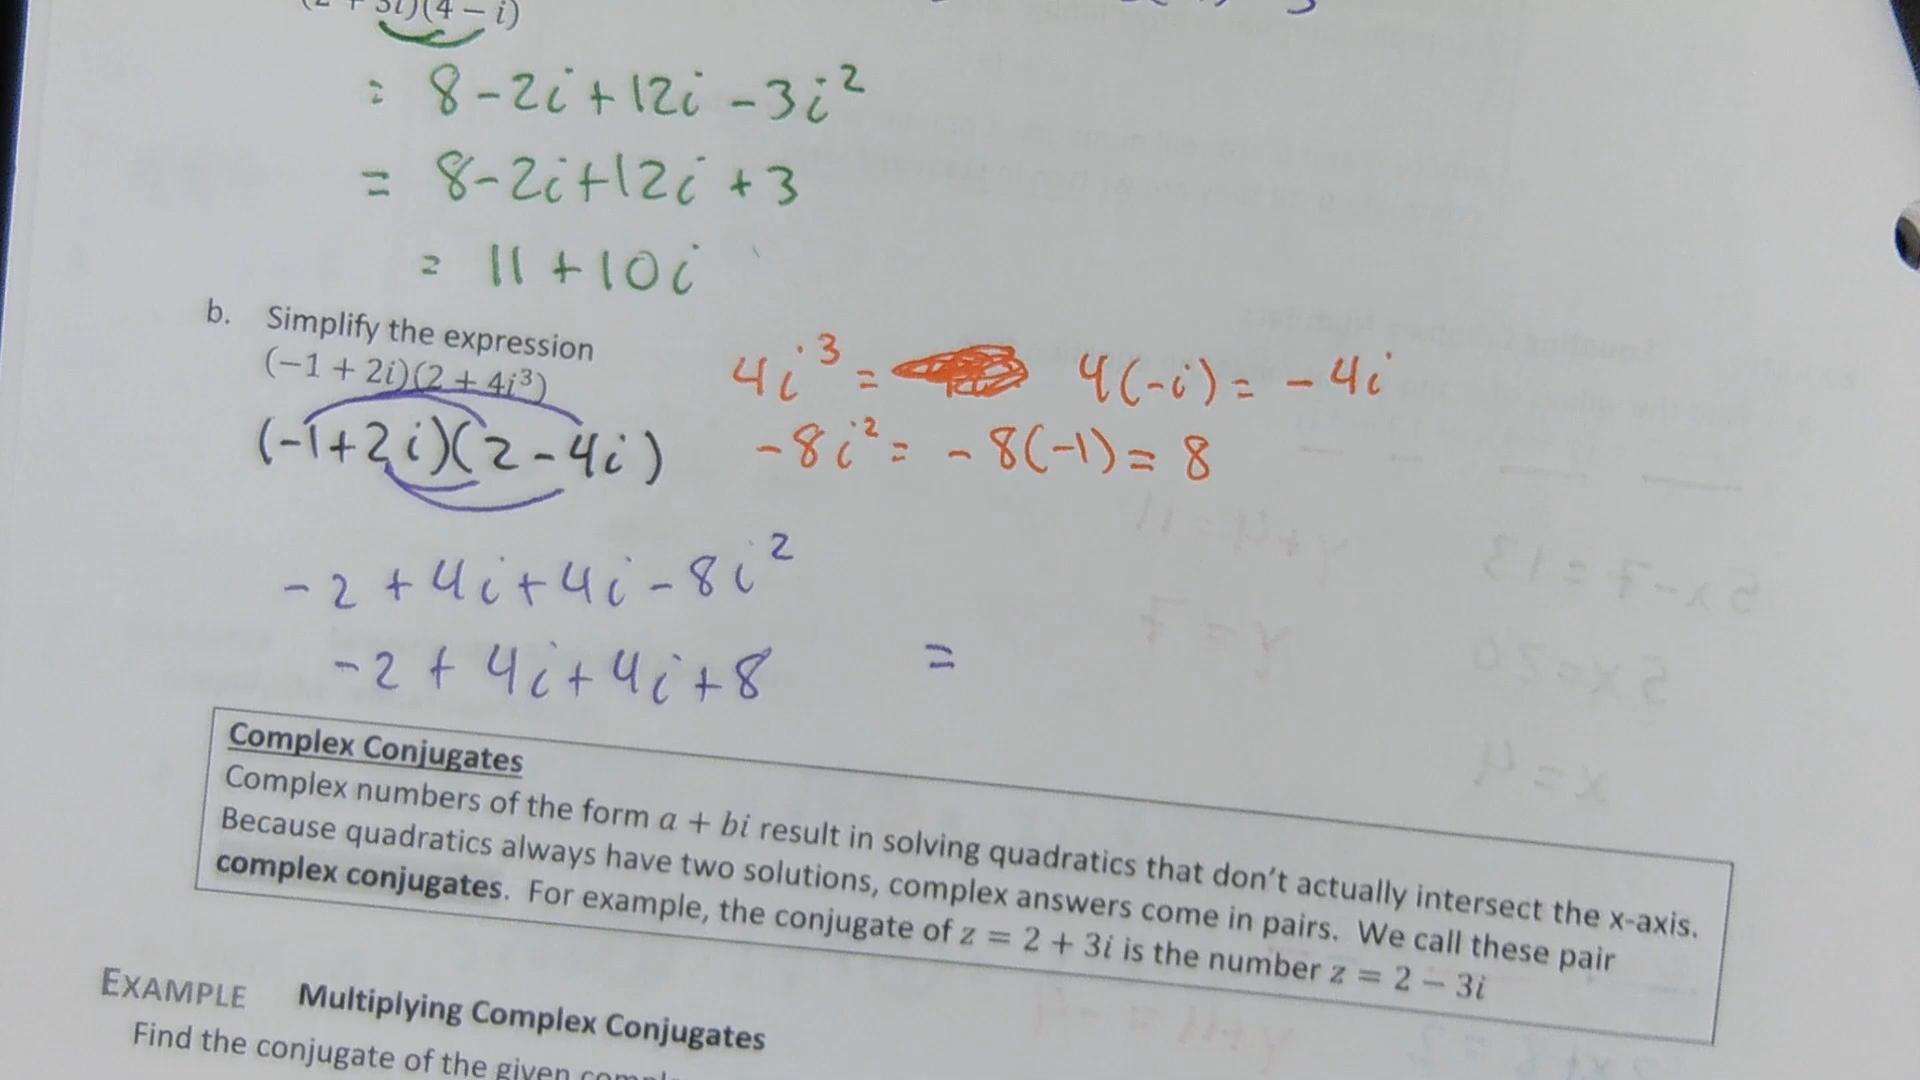 (2 + 3i)(4 − i)
= 8-2i+12i -3i²
= 8-2i+12i +3
= 11 +10i
b. Simplify the expression
(−1 + 2i)(2 + 4i³)
4i³ = 4(-i) = -4i
(-1+2i)(2-4i)
-8i² = -8(-1) = 8
-2 +4i+4i-8i²
-2 + 4i+4i+8 =
Complex Conjugates
Complex numbers of the form a + bi result in solving quadratics that don't actually intersect the x-axis.
Because quadratics always have two solutions, complex answers come in pairs. We call these pair
complex conjugates. For example, the conjugate of z = 2 + 3i is the number z = 2 − 3i
EXAMPLE Multiplying Complex Conjugates
Find the conjugate of the given